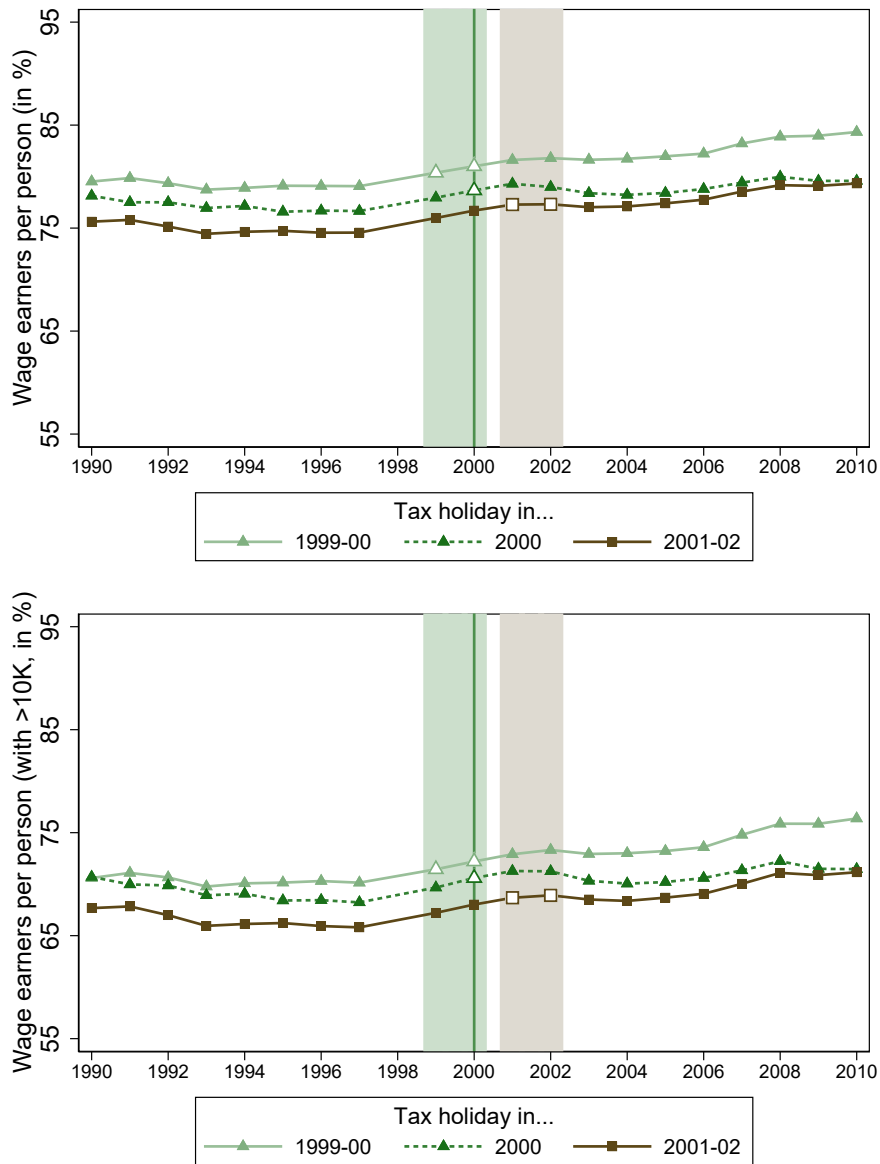 Wage earners per person (in %)
95
85
75
65
55
1990 1992 1994 1996 1998 2000 2002 2004 2006 2008 2010
Tax holiday in...
1999-00 2000 2001-02
Wage earners per person (with >10K, in %)
95
85
75
65
55
1990 1992 1994 1996 1998 2000 2002 2004 2006 2008 2010
Tax holiday in...
1999-00 2000 2001-02